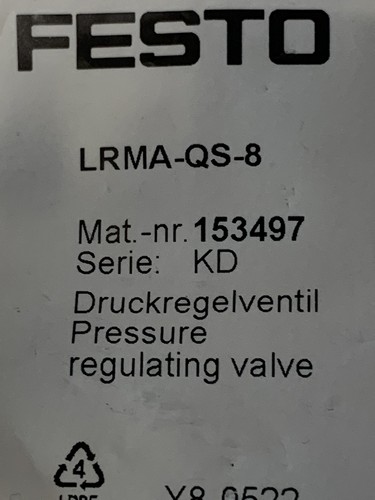 FESTO
LRMA-QS-8
Mat.-nr. 153497
Serie: KD
Druckregelventil
Pressure
regulating valve
4